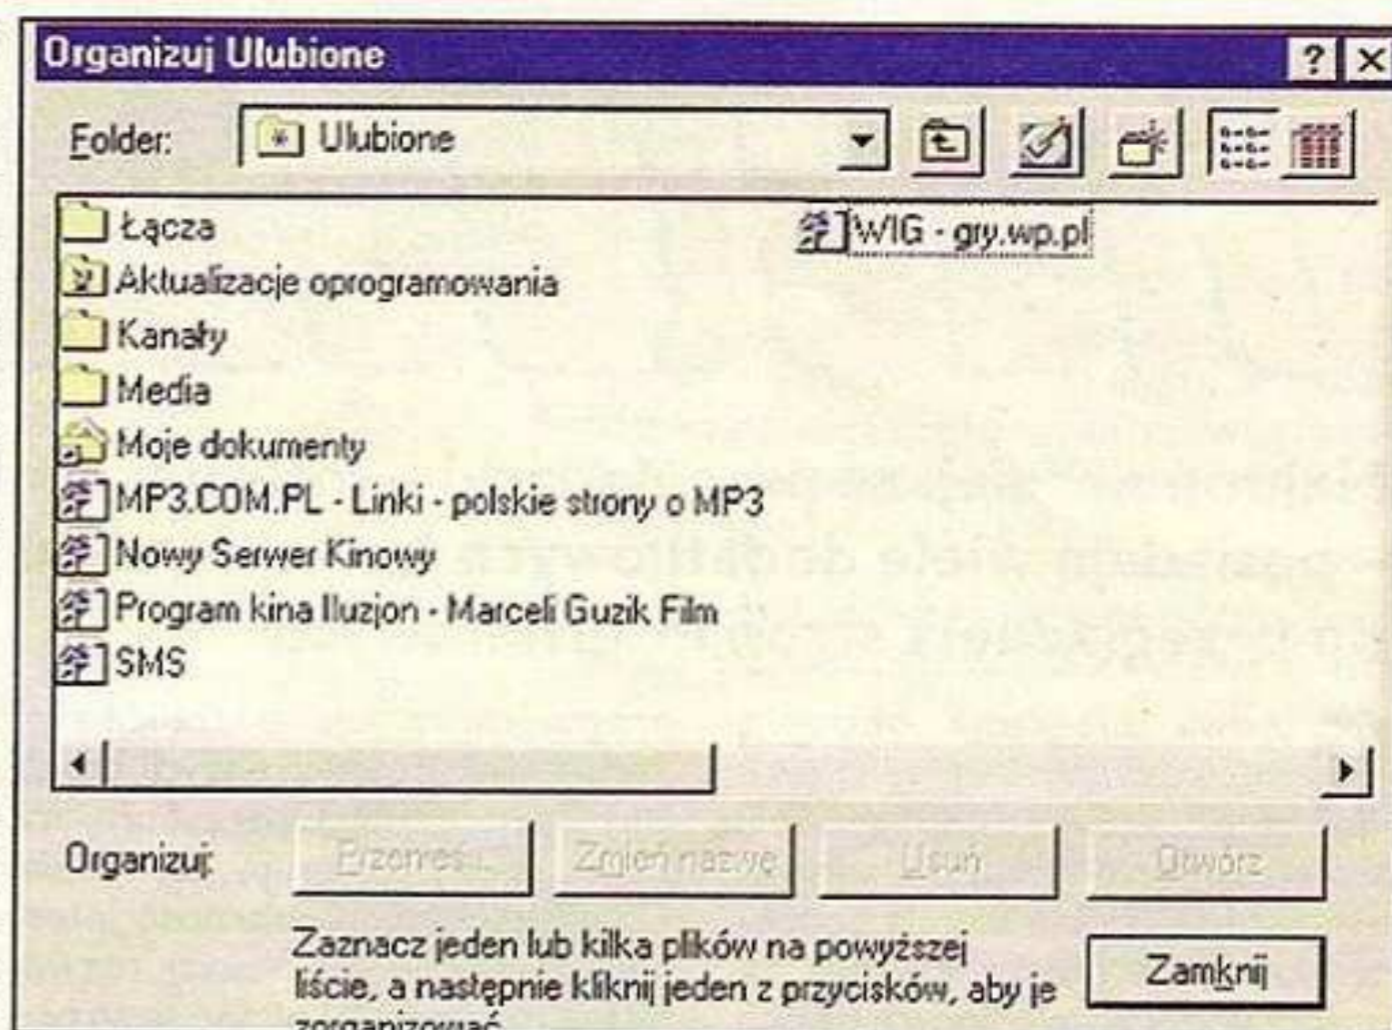 Organizuj Ulubione
Folder: Ulubione
Łącza
Aktualizacje oprogramowania
Kanały
Media
Moje dokumenty
MP3.COM.PL - Linki - polskie strony o MP3
Nowy Serwer Kinowy
Program kina Iluzjon - Marceli Guzik Film
SMS
WIG - gry.wp.pl
Organizuj: Przenieś... Zmień nazwę Usuń Otwórz
Zaznacz jeden lub kilka plików na powyższej
liście, a następnie kliknij jeden z przycisków, aby je
zorganizować
Zamknij